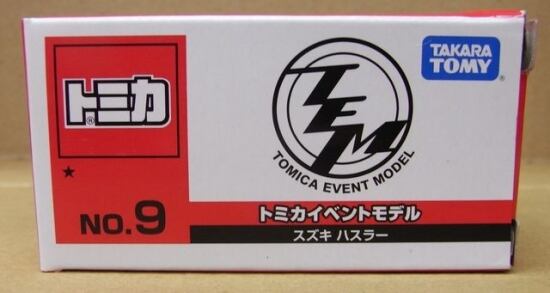 トミカ
®
TAKARA
TOMY
TEM
TOMICA EVENT MODEL
★
NO.9
トミカイベントモデル
スズキ ハスラー